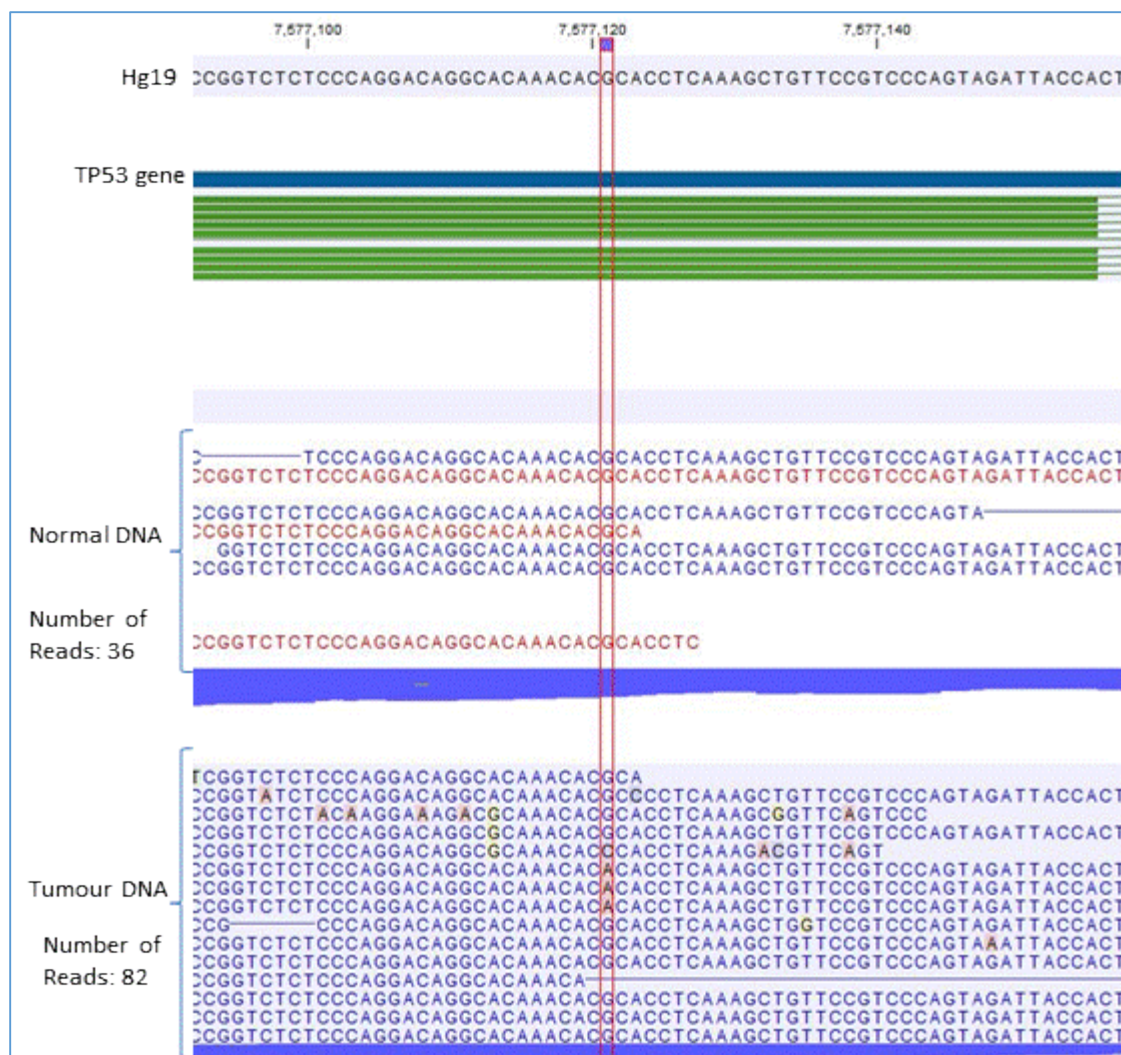 7,577,100 7,577,120 7,577,140
Hg19 CCGGTCTCTCCCAGGACAGGCACAAACACGCACCTCAAAGCTGTTCCGTCCCAGTAGATTACCACT
TP53 gene
C TCCCAGGACAGGCACAAACACGCACCTCAAAGCTGTTCCGTCCCAGTAGATTACCACT
CCGGTCTCTCCCAGGACAGGCACAAACACGCACCTCAAAGCTGTTCCGTCCCAGTAGATTACCACT
CCGGTCTCTCCCAGGACAGGCACAAACACGCACCTCAAAGCTGTTCCGTCCCAGTA
Normal DNA
CCGGTCTCTCCCAGGACAGGCACAAACACGCA
GGTCTCTCCCAGGACAGGCACAAACACGCACCTCAAAGCTGTTCCGTCCCAGTAGATTACCACT
CCGGTCTCTCCCAGGACAGGCACAAACACGCACCTCAAAGCTGTTCCGTCCCAGTAGATTACCACT
Number of
Reads: 36
CCGGTCTCTCCCAGGACAGGCACAAACACGCACCTC
TCGGTCTCTCCCAGGACAGGCACAAACACGCA
CCGGTATCTCCCAGGACAGGCACAAACACGCCCCTCAAAGCTGTTCCGTCCCAGTAGATTACCACT
CCGGTCTCTACAAGGAAAGACGCAAACACGCACCTCAAAGCGGTTCAGTCCC
CCGGTCTCTCCCAGGACAGGCGCAAACACGCACCTCAAAGCTGTTCCGTCCCAGTAGATTACCACT
CCGGTCTCTCCCAGGACAGGCGCAAACACCCACCTCAAAGACGTTCAGT
CCGGTCTCTCCCAGGACAGGCACAAACACACACCTCAAAGCTGTTCCGTCCCAGTAGATTACCACT
Tumour DNA
CCGGTCTCTCCCAGGACAGGCACAAACACACACCTCAAAGCTGTTCCGTCCCAGTAGATTACCACT
CCGGTCTCTCCCAGGACAGGCACAAACACACACCTCAAAGCTGTTCCGTCCCAGTAGATTACCACT
CCG CCCAGGACAGGCACAAACACGCACCTCAAAGCTGGTCCGTCCCAGTAGATTACCACT
Number of
Reads: 82
CCGGTCTCTCCCAGGACAGGCACAAACACGCACCTCAAAGCTGTTCCGTCCCAGTAAATTACCACT
CCGGTCTCTCCCAGGACAGGCACAAACACGCACCTCAAAGCTGTTCCGTCCCAGTAGATTACCACT
CCGGTCTCTCCCAGGACAGGCACAAACA
CCGGTCTCTCCCAGGACAGGCACAAACACGCACCTCAAAGCTGTTCCGTCCCAGTAGATTACCACT
CCGGTCTCTCCCAGGACAGGCACAAACACGCACCTCAAAGCTGTTCCGTCCCAGTAGATTACCACT
CCGGTCTCTCCCAGGACAGGCACAAACACGCACCTCAAAGCTGTTCCGTCCCAGTAGATTACCACT